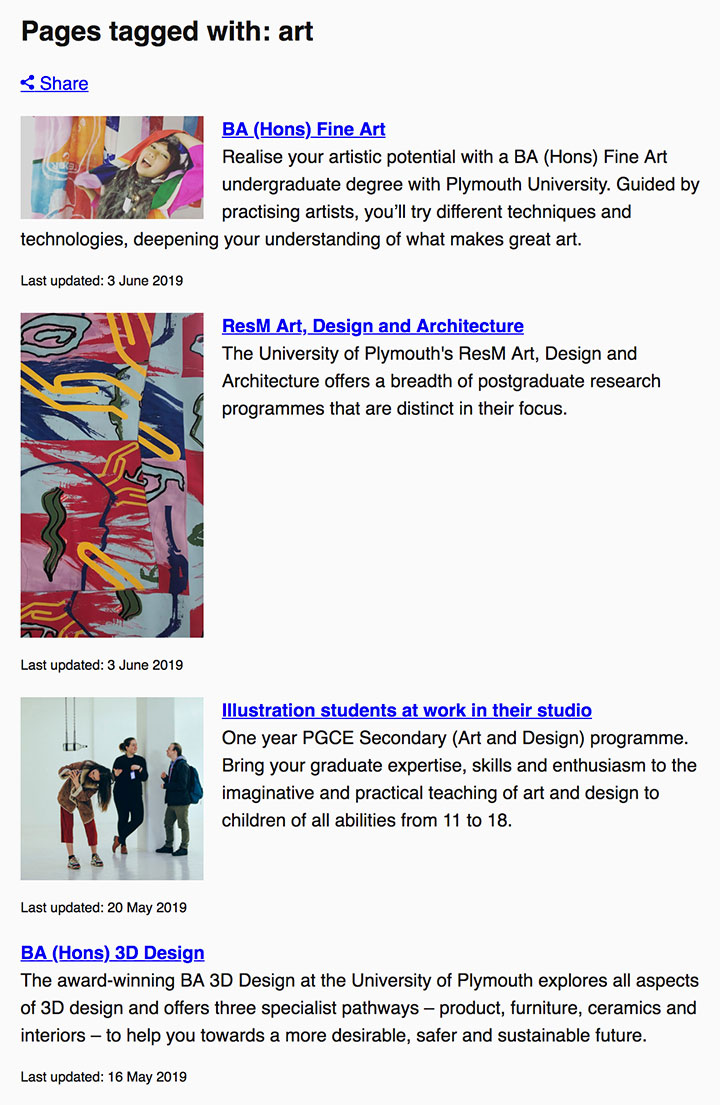 Pages tagged with: art
Share
BA (Hons) Fine Art
Realise your artistic potential with a BA (Hons) Fine Art
undergraduate degree with Plymouth University. Guided by
practising artists, you’ll try different techniques and
technologies, deepening your understanding of what makes great art.
Last updated: 3 June 2019
ResM Art, Design and Architecture
The University of Plymouth's ResM Art, Design and
Architecture offers a breadth of postgraduate research
programmes that are distinct in their focus.
Last updated: 3 June 2019
Illustration students at work in their studio
One year PGCE Secondary (Art and Design) programme.
Bring your graduate expertise, skills and enthusiasm to the
imaginative and practical teaching of art and design to
children of all abilities from 11 to 18.
Last updated: 20 May 2019
BA (Hons) 3D Design
The award-winning BA 3D Design at the University of Plymouth explores all aspects
of 3D design and offers three specialist pathways – product, furniture, ceramics and
interiors – to help you towards a more desirable, safer and sustainable future.
Last updated: 16 May 2019